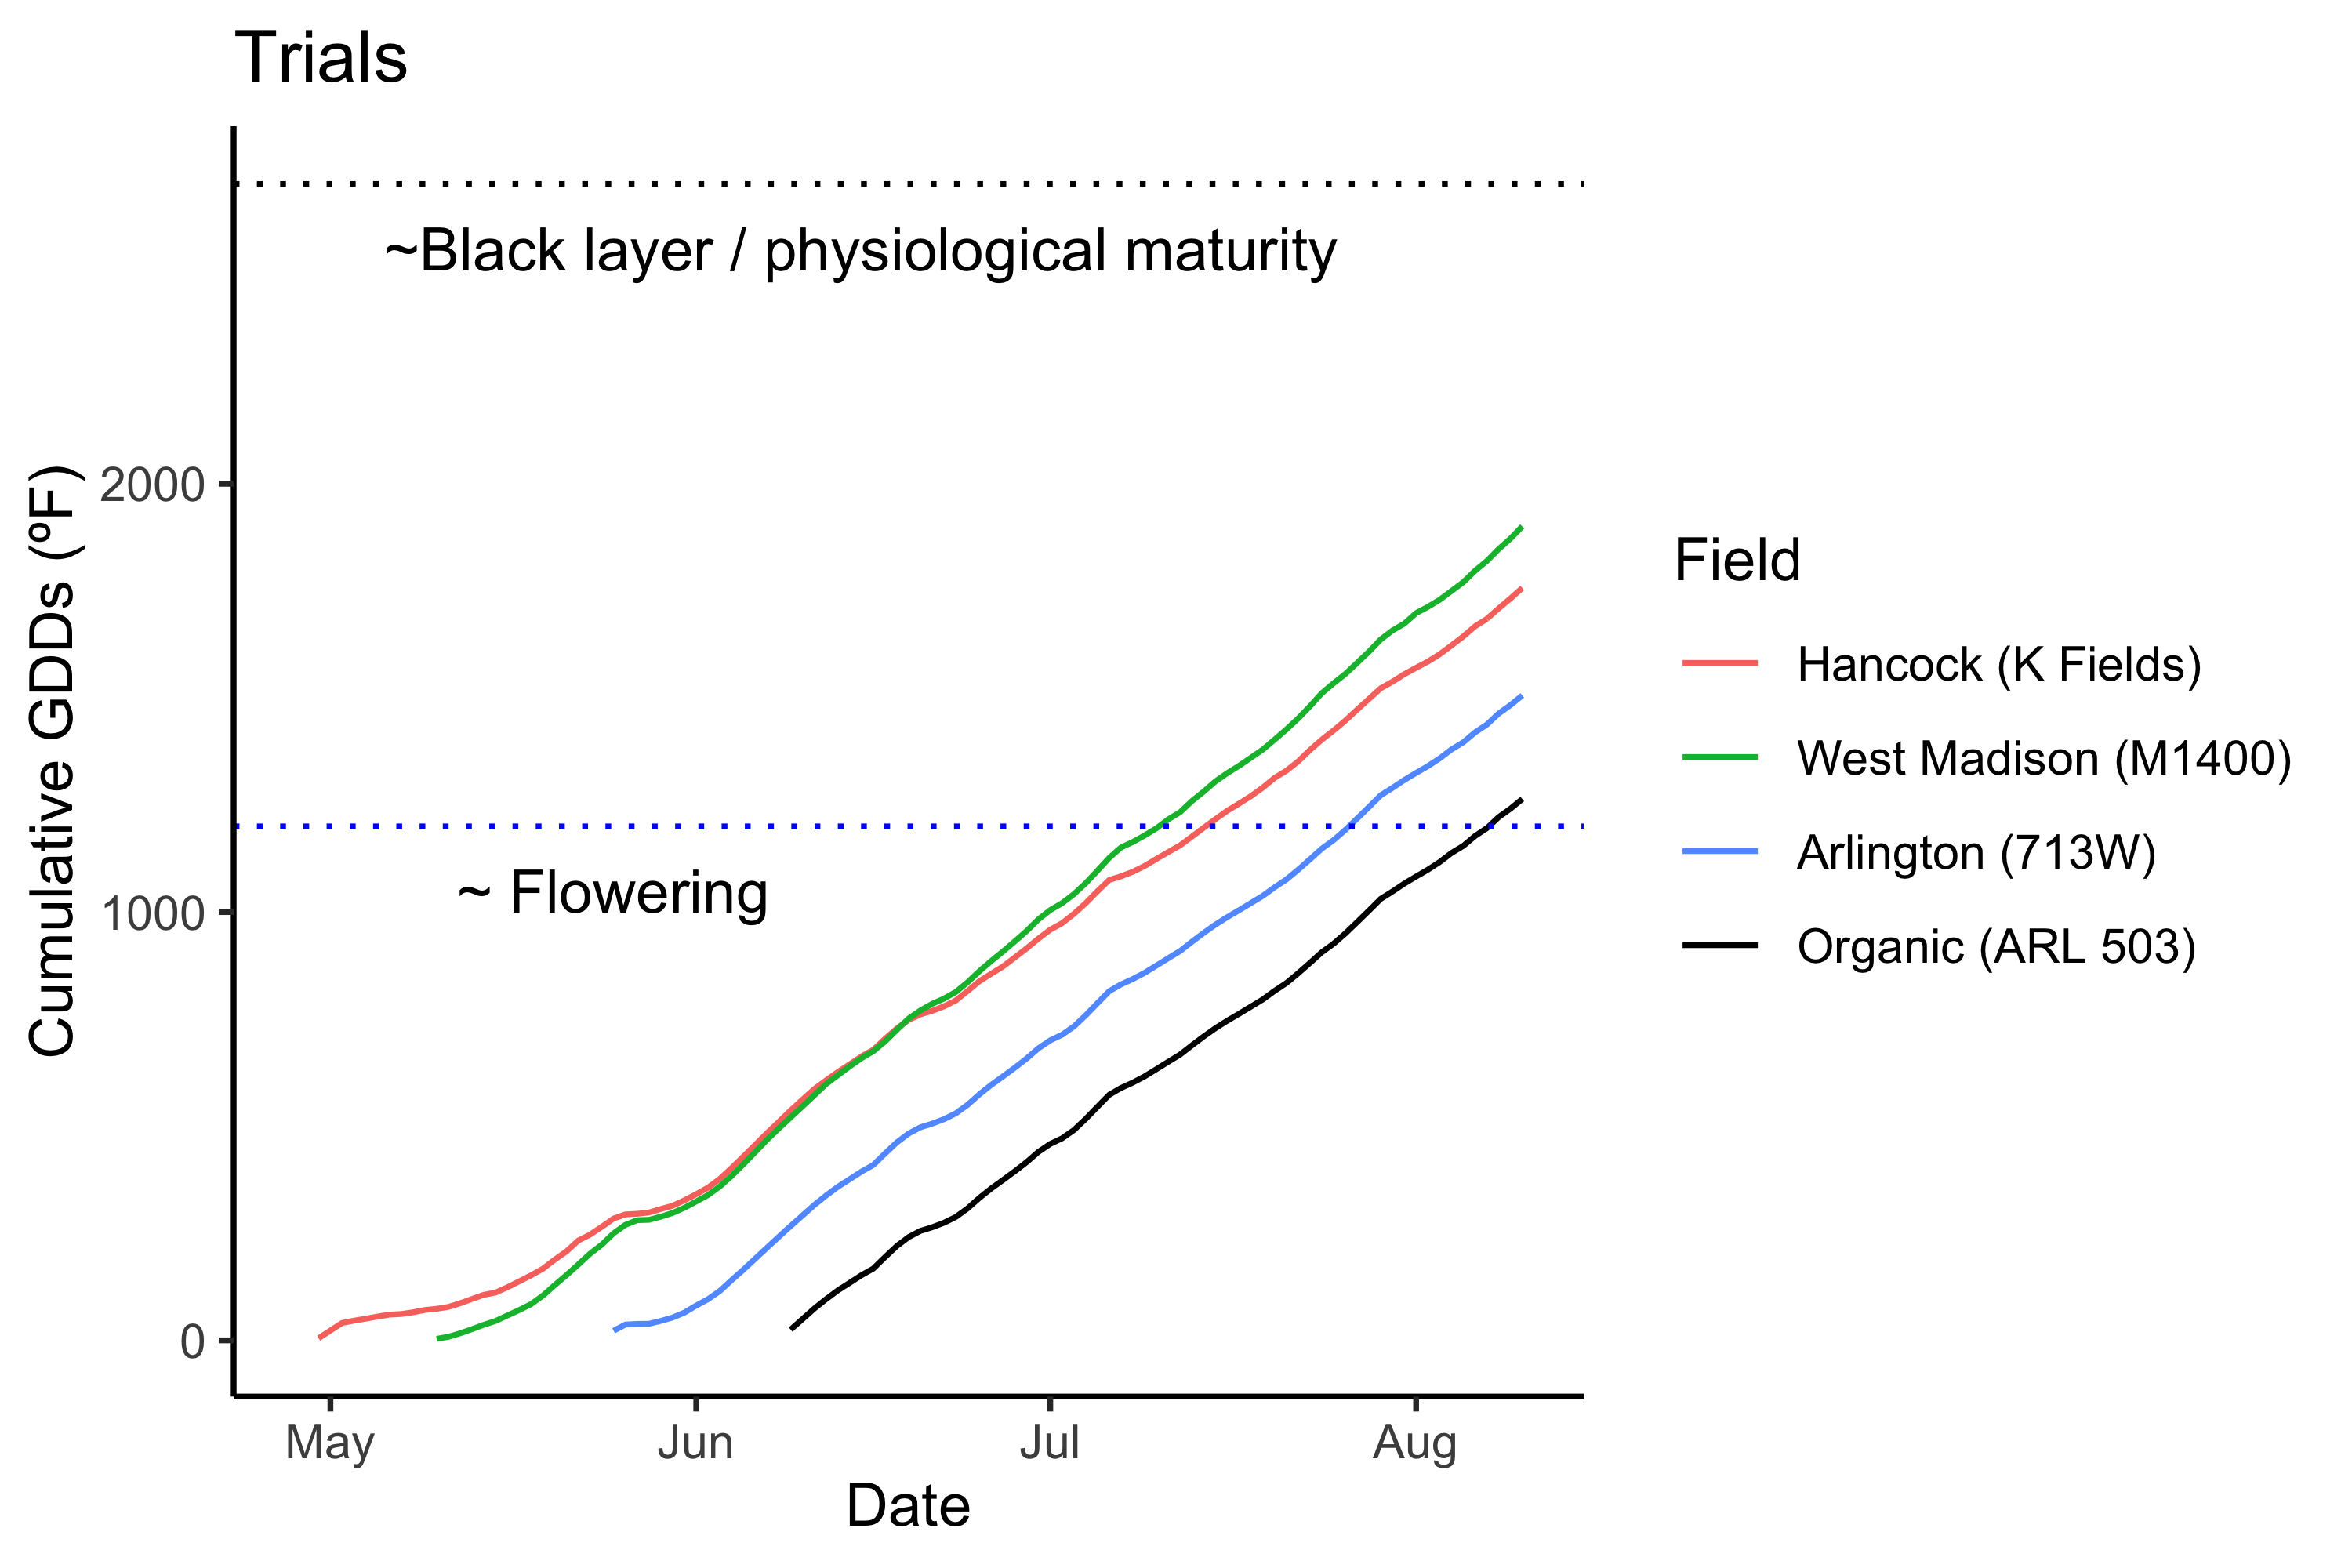 Trials
~Black layer / physiological maturity
~ Flowering
Cumulative GDDs (ºF)
2000
1000
0
May
Jun
Jul
Aug
Date
Field
Hancock (K Fields)
West Madison (M1400)
Arlington (713W)
Organic (ARL 503)